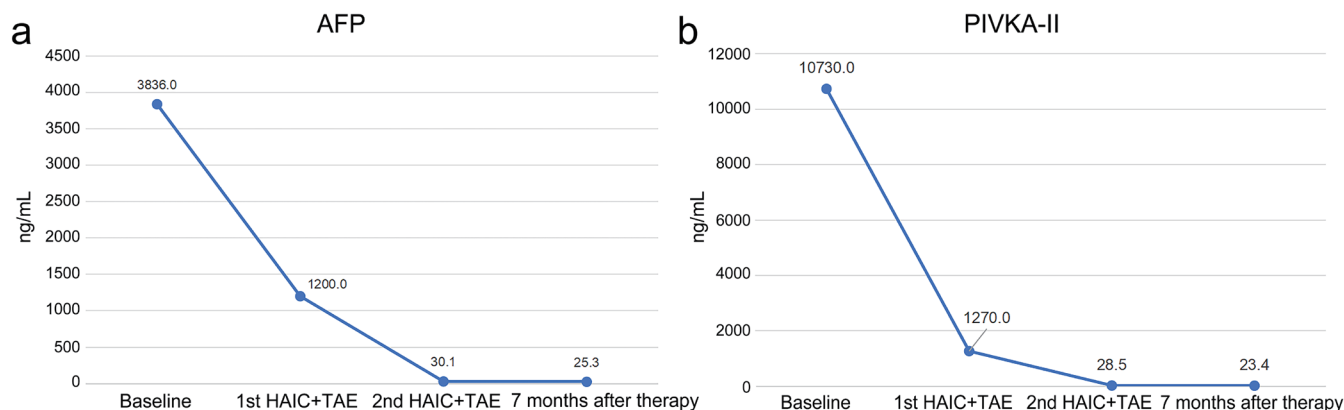 a
AFP
4500
4000
3500
3000
2500
2000
1500
1000
500
0
ng/mL
3836.0
1200.0
30.1
25.3
Baseline
1st HAIC+TAE
2nd HAIC+TAE
7 months after therapy
b
PIVKA-II
12000
10000
8000
6000
4000
2000
0
ng/mL
10730.0
1270.0
28.5
23.4
Baseline
1st HAIC+TAE
2nd HAIC+TAE
7 months after therapy